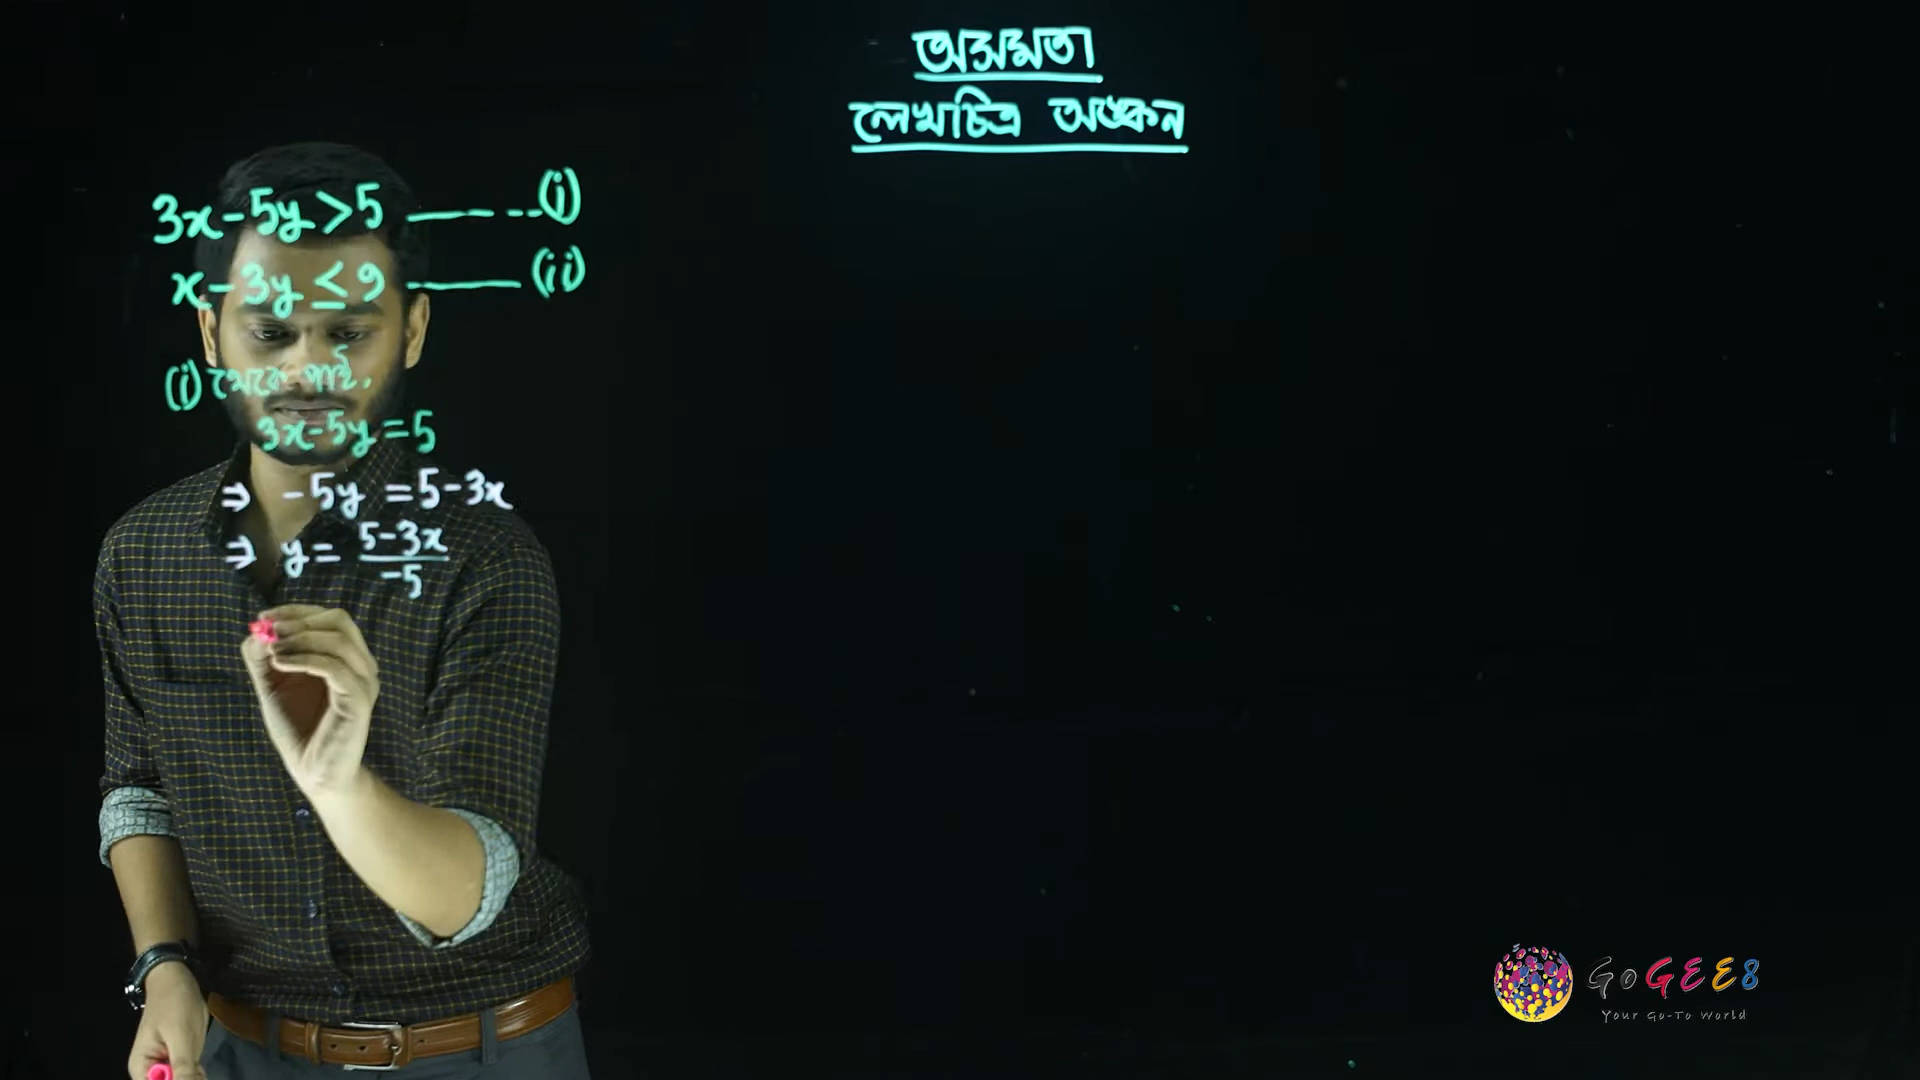 অসমতা
লেখচিত্র অঙ্কন
3x-5y>5 ——- --(i)
x-3y≤9 ——— (ii)
(i) থেকে পাই,
3x-5y=5
⇒ -5y =5-3x
⇒ y= \frac{5-3x}{-5}
GoGEE8
Your Go-To World